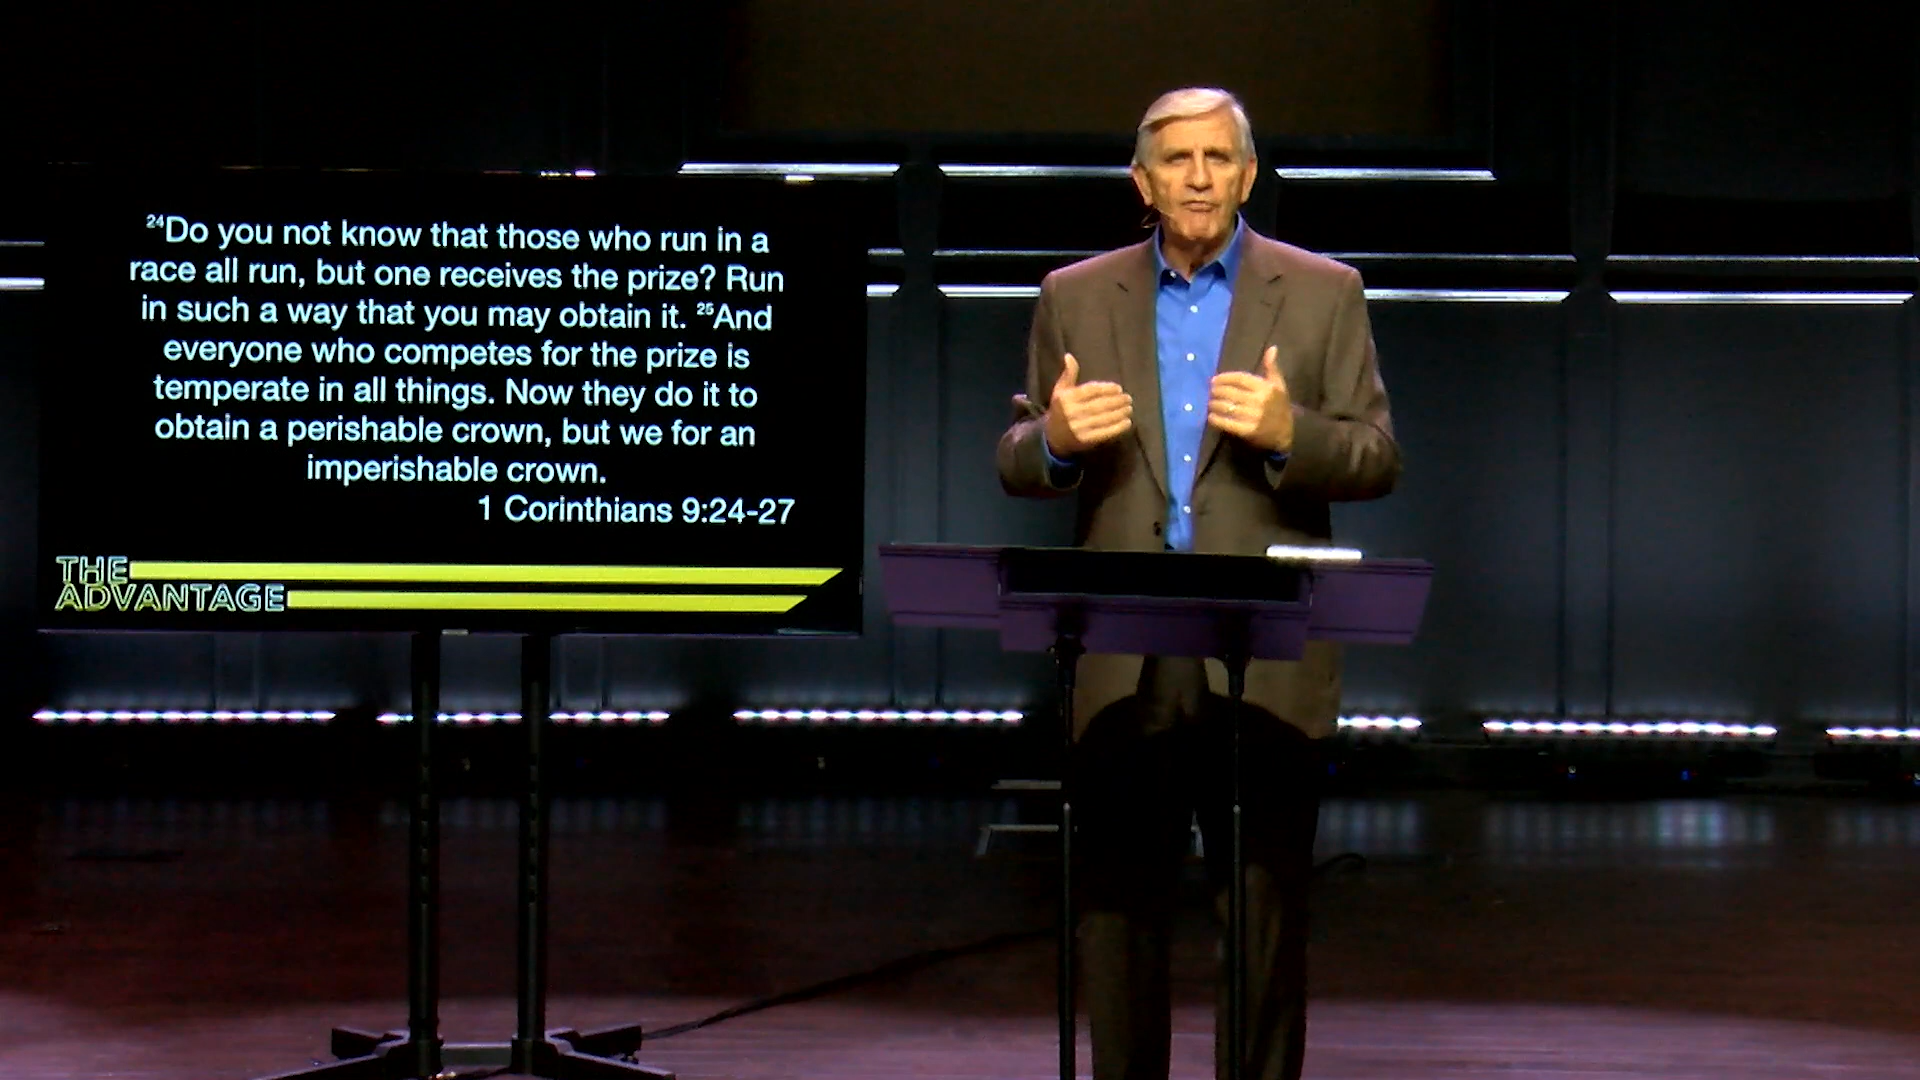 ²⁴Do you not know that those who run in a
race all run, but one receives the prize? Run
in such a way that you may obtain it. ²⁵And
everyone who competes for the prize is
temperate in all things. Now they do it to
obtain a perishable crown, but we for an
imperishable crown.
1 Corinthians 9:24-27
THE
ADVANTAGE